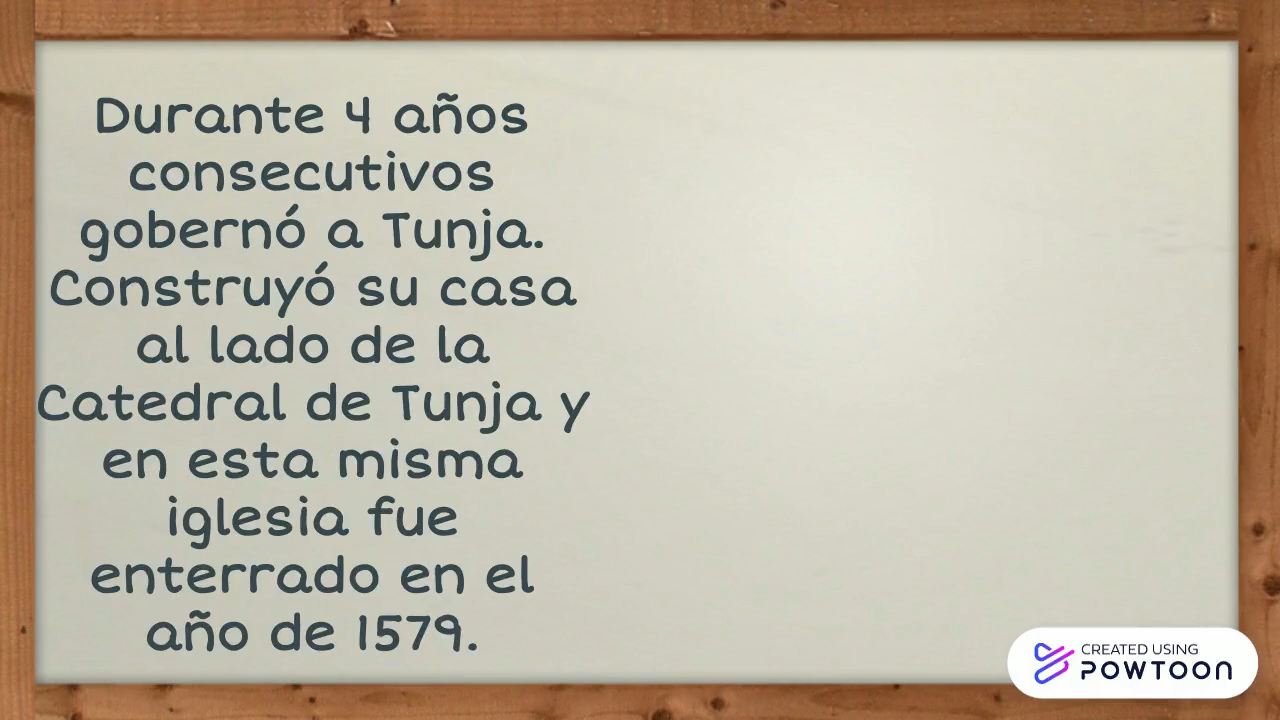 Durante 4 años
consecutivos
gobernó a Tunja.
Construyó su casa
al lado de la
Catedral de Tunja y
en esta misma
iglesia fue
enterrado en el
año de 1579.
CREATED USING
POWTOON